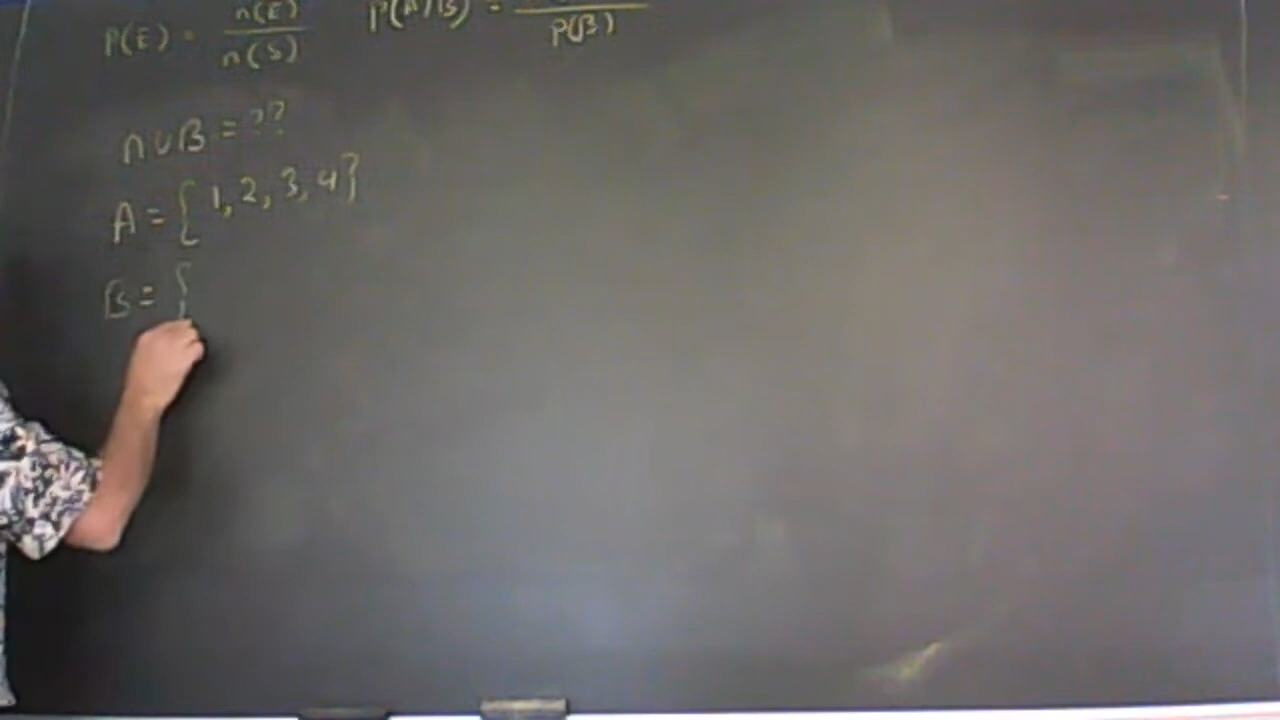 P(E) = n(E) / n(S) P(A/B) = / P(B)
A∪B = ??
A = { 1, 2, 3, 4 }
B = {